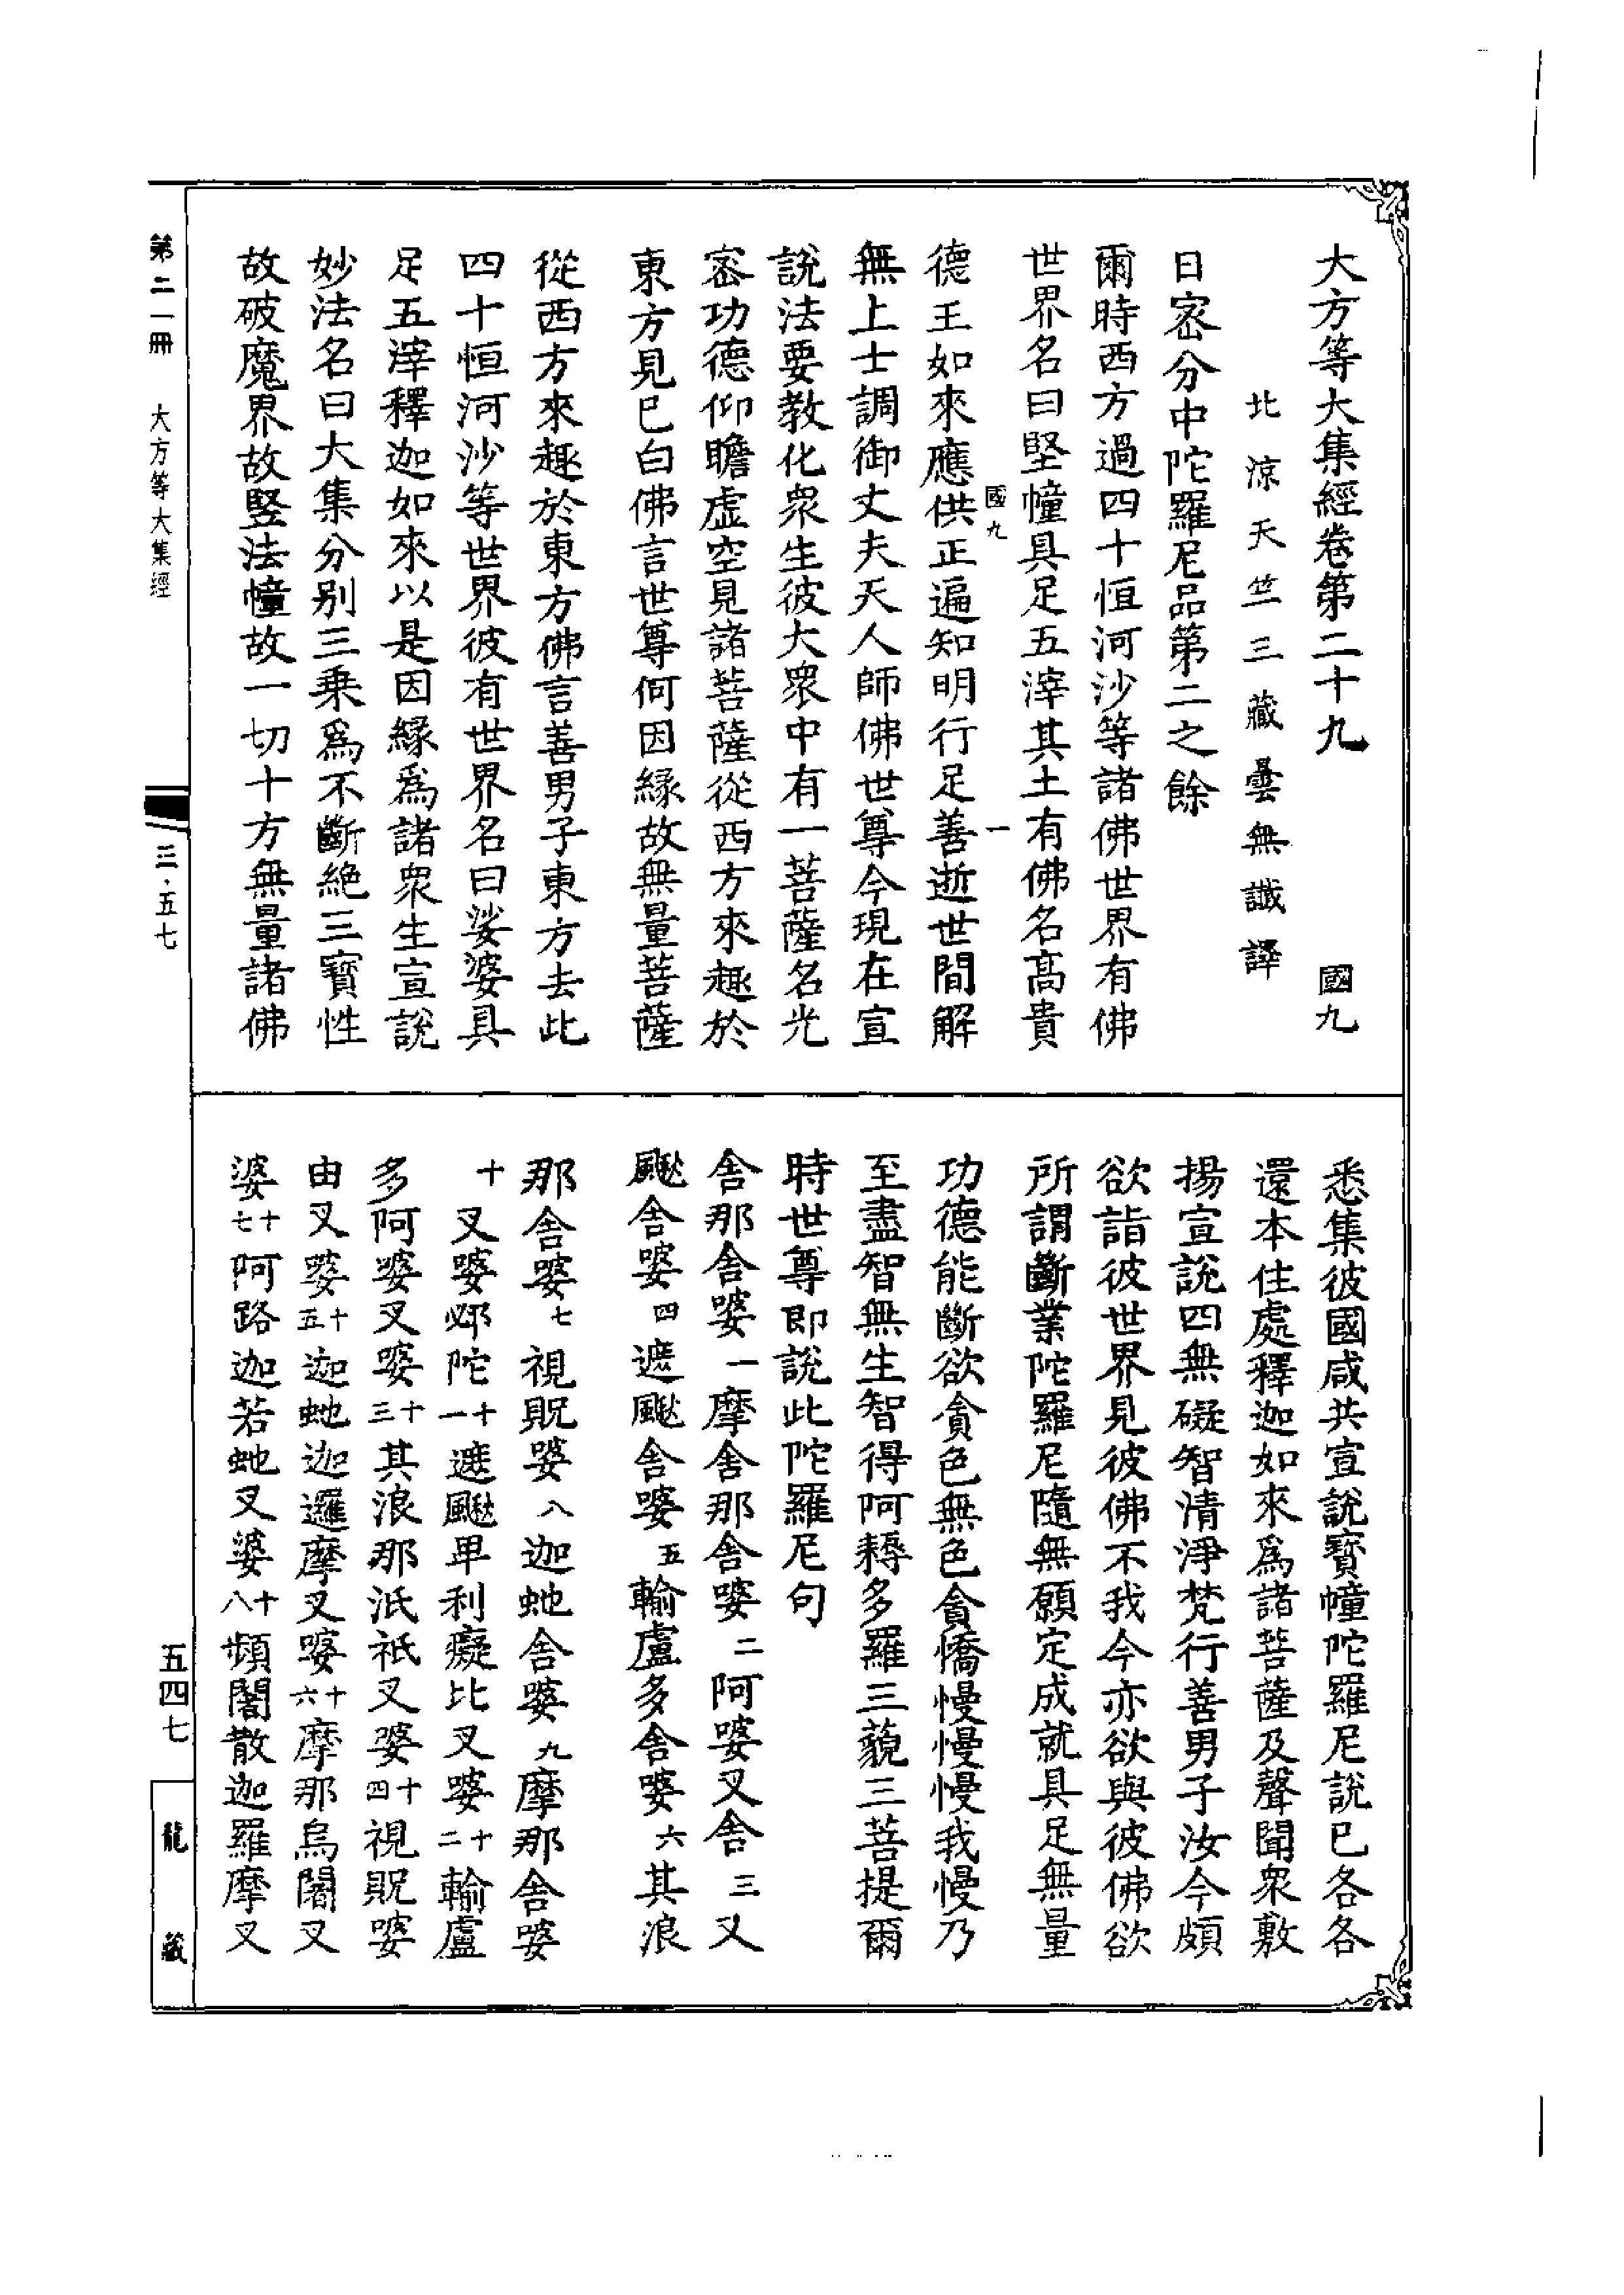 大方等大集經卷第二十九 國九
北涼天竺三藏曇無讖譯
日密分中陀羅尼品第二之餘
爾時西方過四十恒河沙等諸佛世界有佛
世界名曰堅幢具足五滓其土有佛名高貴
國九 一
德王如來應供正遍知明行足善逝世間解
無上士調御丈夫天人師佛世尊今現在宣
說法要教化衆生彼大衆中有一菩薩名光
密功德仰瞻虛空見諸菩薩從西方來趣於
東方見已白佛言世尊何因緣故無量菩薩
從西方來趣於東方佛言善男子東方去此
四十恒河沙等世界彼有世界名曰娑婆具
足五滓釋迦如來以是因緣爲諸衆生宣說
妙法名曰大集分別三乘爲不斷絕三寶性
故破魔界故竪法幢故一切十方無量諸佛
悉集彼國咸共宣說寶幢陀羅尼說已各各
還本住處釋迦如來爲諸菩薩及聲聞衆敷
揚宣說四無礙智清淨梵行善男子汝今頗
欲詣彼世界見彼佛不我今亦欲與彼佛欲
所謂斷業陀羅尼隨無願定成就具足無量
功德能斷欲貪色無色貪憍慢慢慢我慢乃
至盡智無生智得阿耨多羅三藐三菩提爾
時世尊即說此陀羅尼句
舍那舍婆一摩舍那舍婆二阿婆叉舍三叉
颰舍婆四遮颰舍婆五輸盧多舍婆六其浪
那舍婆七視貺婆八迦虵舍婆九摩那舍婆
十叉婆邲陀十一遮颰卑利癡比叉婆十二輸盧
多阿婆叉婆十三其浪那泜祇叉婆十四視貺婆
由叉婆十五迦虵迦邏摩叉婆十六摩那烏闍叉
婆十七阿路迦若虵叉婆十八頻闍散迦羅摩叉
第二一冊 大方等大集經
三·五七
五四七
龍藏